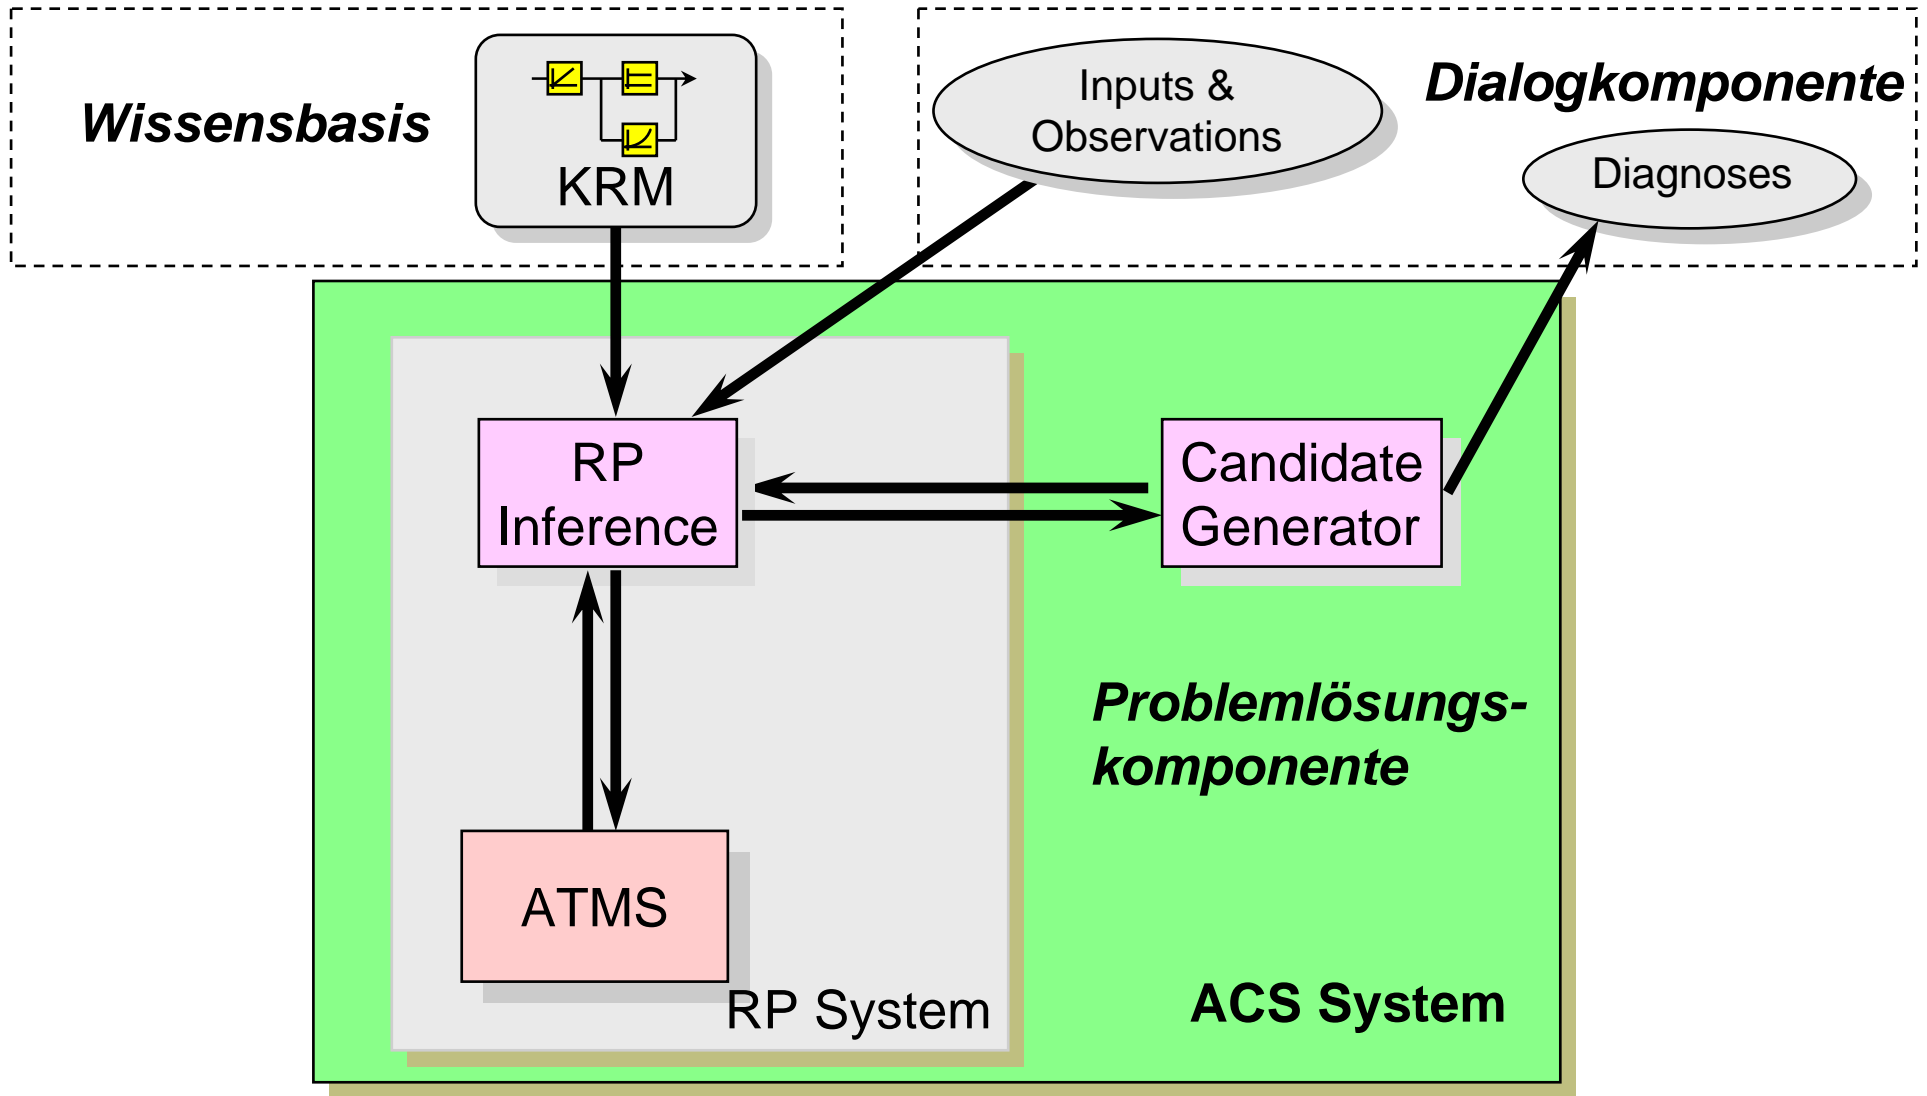 Wissensbasis
KRM
Inputs &
Observations
Dialogkomponente
Diagnoses
RP
Inference
Candidate
Generator
Problemlösungs-
komponente
ATMS
RP System
ACS System